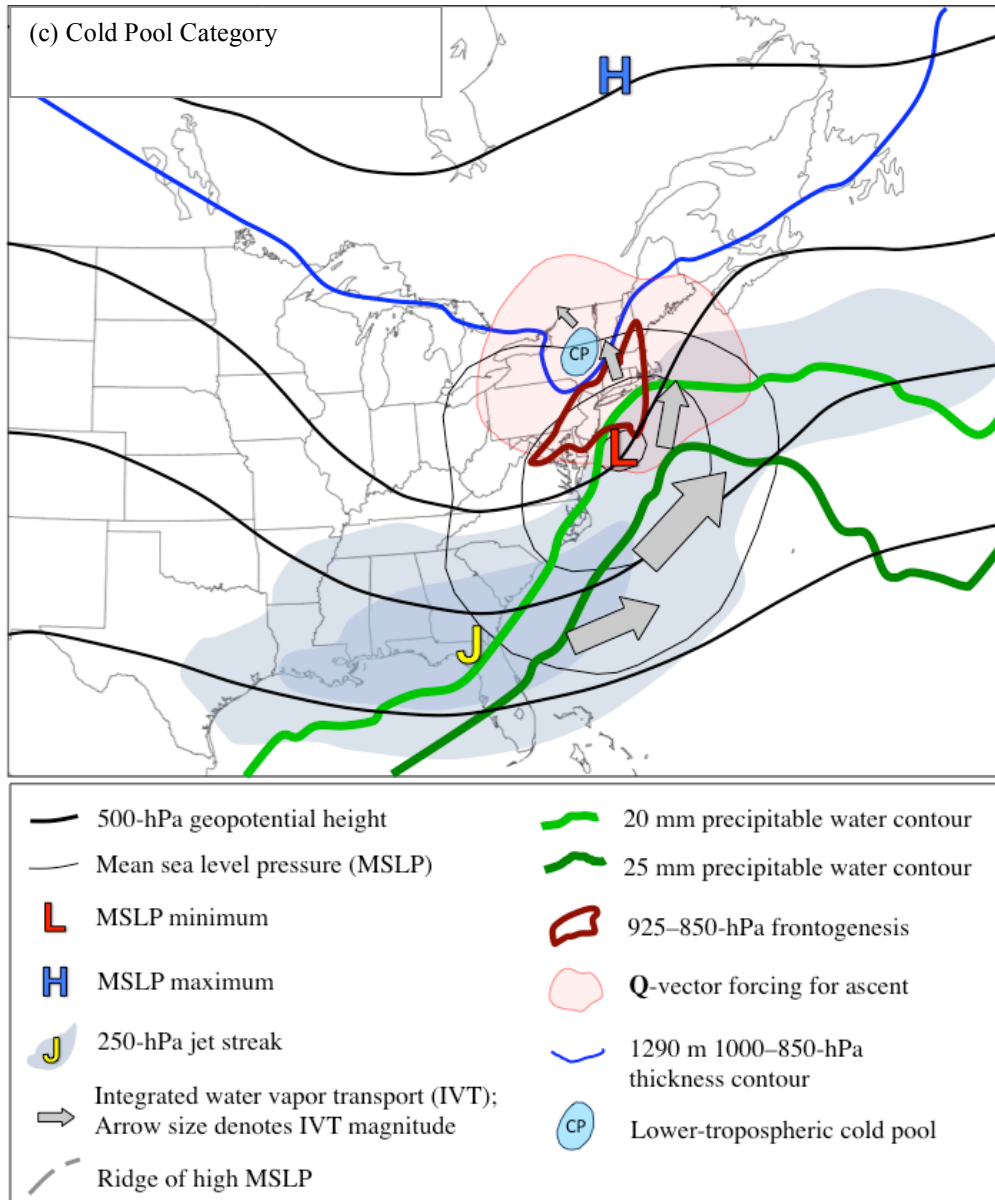 (c) Cold Pool Category
H
CP
L
J
500-hPa geopotential height
Mean sea level pressure (MSLP)
L
MSLP minimum
H
MSLP maximum
J
250-hPa jet streak
Integrated water vapor transport (IVT);
Arrow size denotes IVT magnitude
Ridge of high MSLP
20 mm precipitable water contour
25 mm precipitable water contour
925–850-hPa frontogenesis
Q-vector forcing for ascent
1290 m 1000–850-hPa
thickness contour
CP
Lower-tropospheric cold pool